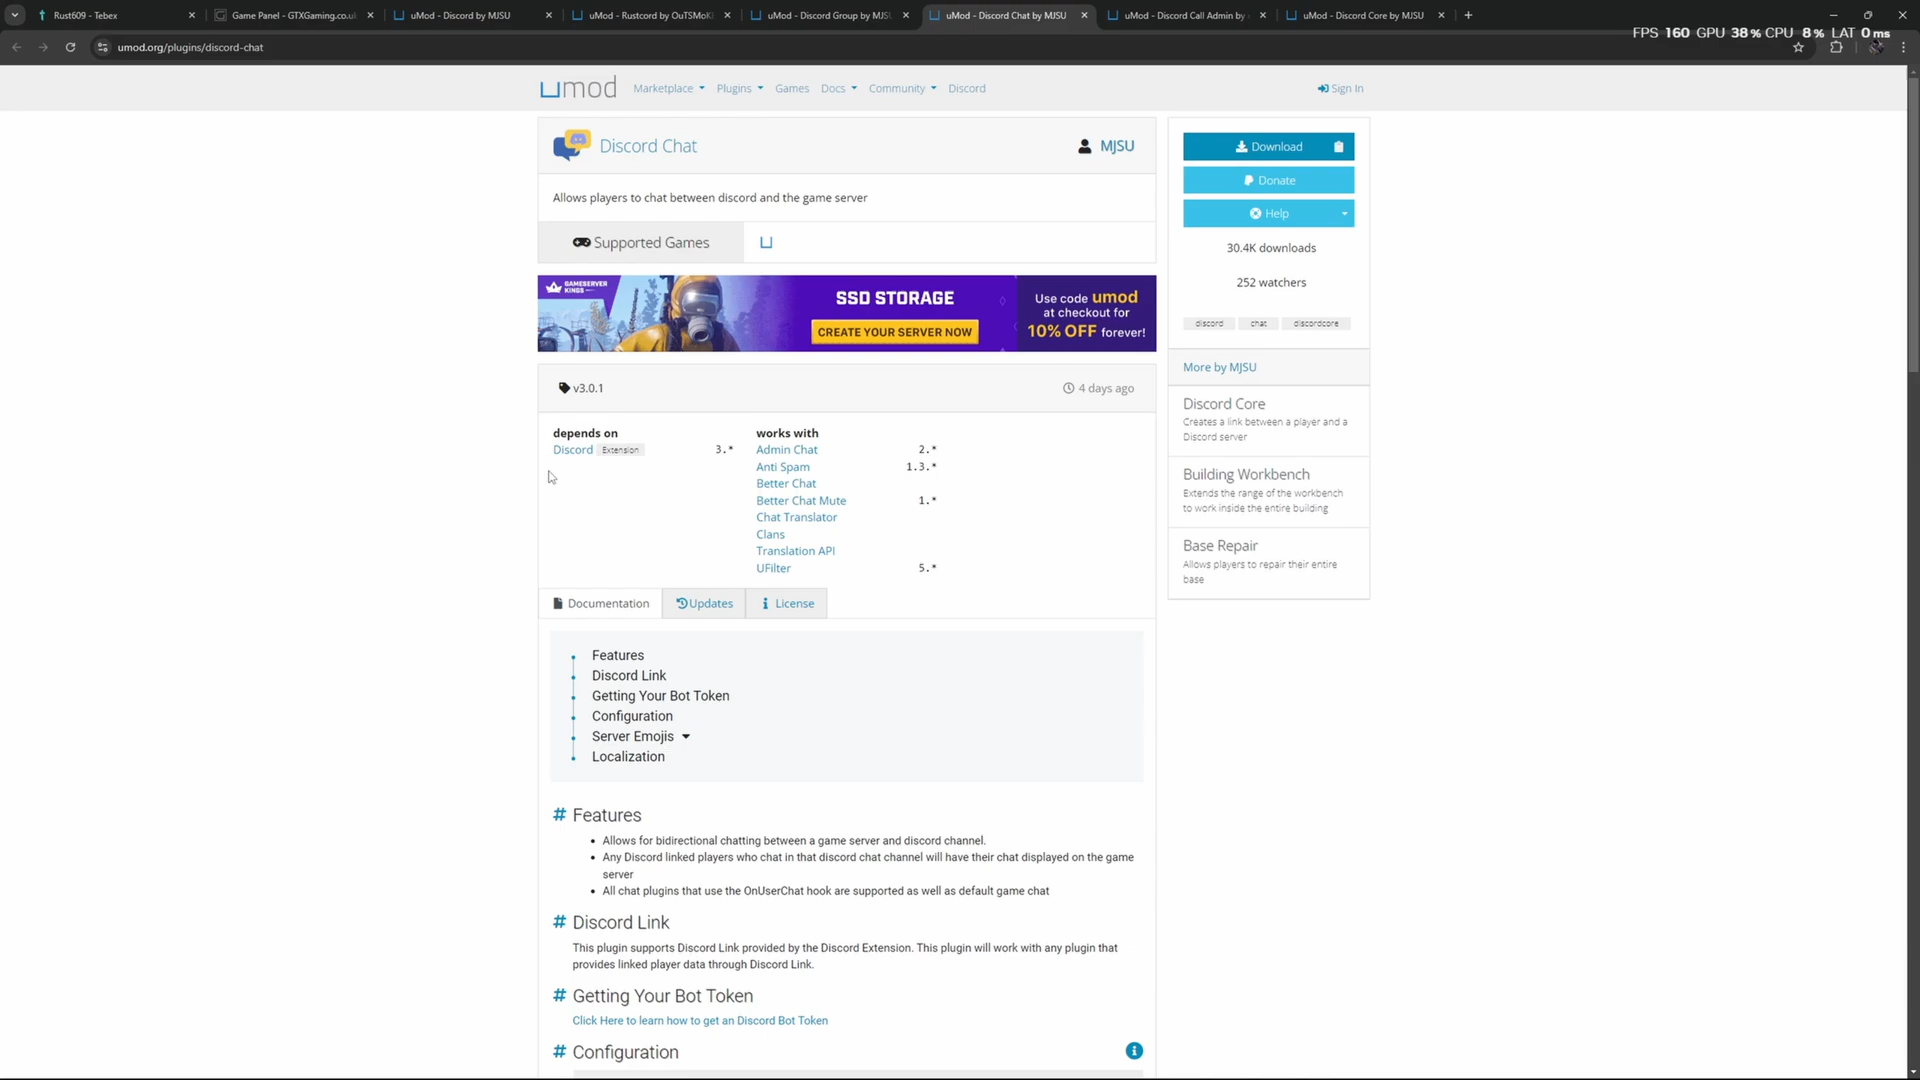 Rust609 - Tebex
Game Panel - GTXGaming.co.uk
uMod - Discord by MJSU
uMod - Rustcord by OuTSMoKE
uMod - Discord Group by MJSU
uMod - Discord Chat by MJSU
uMod - Discord Call Admin by
uMod - Discord Core by MJSU
FPS 160 GPU 38% CPU 8% LAT 0 ms
umod.org/plugins/discord-chat
umod
Marketplace
Plugins
Games
Docs
Community
Discord
Sign In
Discord Chat
MJSU
Allows players to chat between discord and the game server
Supported Games
GAMESERVER
KINGS
SSD STORAGE
CREATE YOUR SERVER NOW
Use code umod
at checkout for
10% OFF forever!
Download
Donate
Help
30.4K downloads
252 watchers
discord
chat
discordcore
More by MJSU
Discord Core
Creates a link between a player and a
Discord server
Building Workbench
Extends the range of the workbench
to work inside the entire building
Base Repair
Allows players to repair their entire
base
v3.0.1
4 days ago
depends on
Discord Extension 3.*
works with
Admin Chat 2.*
Anti Spam 1.3.*
Better Chat
Better Chat Mute 1.*
Chat Translator
Clans
Translation API
UFilter 5.*
Documentation
Updates
License
Features
Discord Link
Getting Your Bot Token
Configuration
Server Emojis
Localization
# Features
Allows for bidirectional chatting between a game server and discord channel.
Any Discord linked players who chat in that discord chat channel will have their chat displayed on the game
server
All chat plugins that use the OnUserChat hook are supported as well as default game chat
# Discord Link
This plugin supports Discord Link provided by the Discord Extension. This plugin will work with any plugin that
provides linked player data through Discord Link.
# Getting Your Bot Token
Click Here to learn how to get an Discord Bot Token
# Configuration